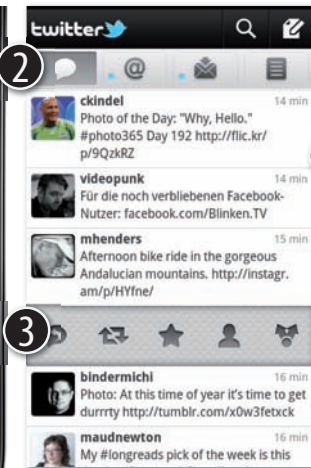 twitter
2
@
ckindel 14 min
Photo of the Day: "Why, Hello."
#photo365 Day 192 http://flic.kr/
p/9QzkRZ
videopunk 14 min
Für die noch verbliebenen Facebook-
Nutzer: facebook.com/Blinken.TV
mhenders 15 min
Afternoon bike ride in the gorgeous
Andalucian mountains. http://instagr.
am/p/HYfne/
3
bindermichi 16 min
Photo: At this time of year it's time to get
durrrty http://tumblr.com/x0w3fetxck
maudnewton 16 min
My #longreads pick of the week is this